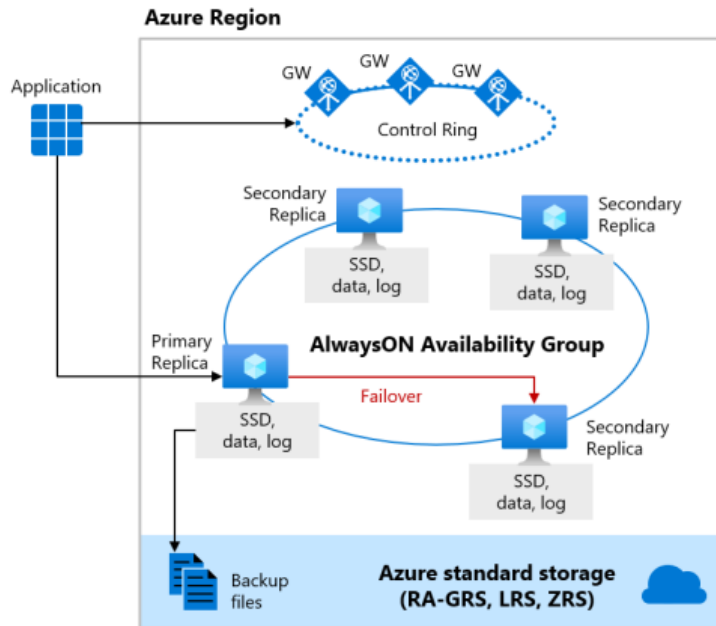 Azure Region
GW
GW
GW
Application
Control Ring
Secondary
Replica
Secondary
Replica
SSD,
data, log
SSD,
data, log
Primary
Replica
AlwaysON Availability Group
Failover
SSD,
data, log
Secondary
Replica
SSD,
data, log
Backup
files
Azure standard storage
(RA-GRS, LRS, ZRS)